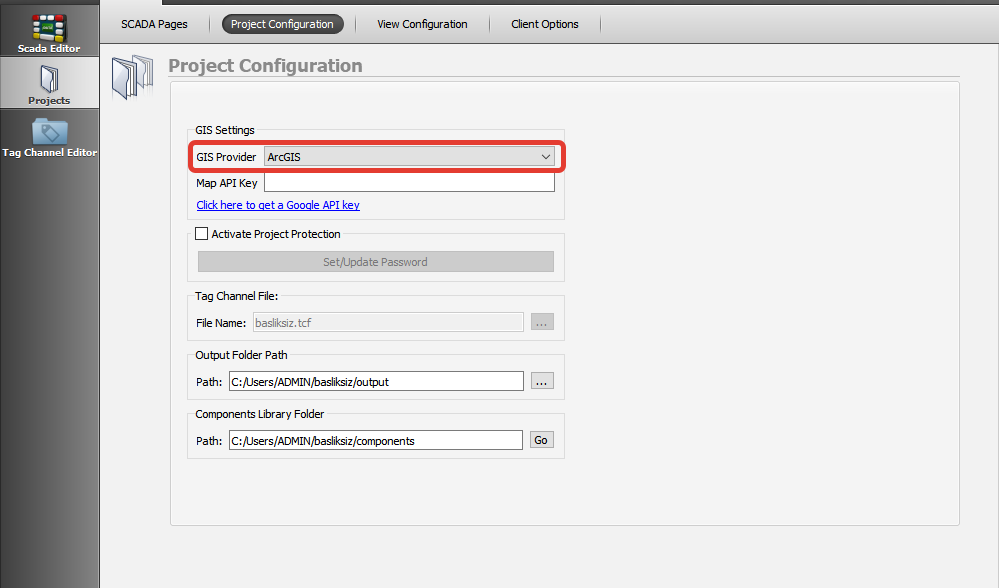 SCADA Pages
Project Configuration
View Configuration
Client Options
Scada Editor
Projects
Tag Channel Editor
Project Configuration
GIS Settings
GIS Provider ArcGIS
Map API Key
Click here to get a Google API key
Activate Project Protection
Set/Update Password
Tag Channel File:
File Name: basliksiz.tcf ...
Output Folder Path
Path: C:/Users/ADMIN/basliksiz/output ...
Components Library Folder
Path: C:/Users/ADMIN/basliksiz/components Go